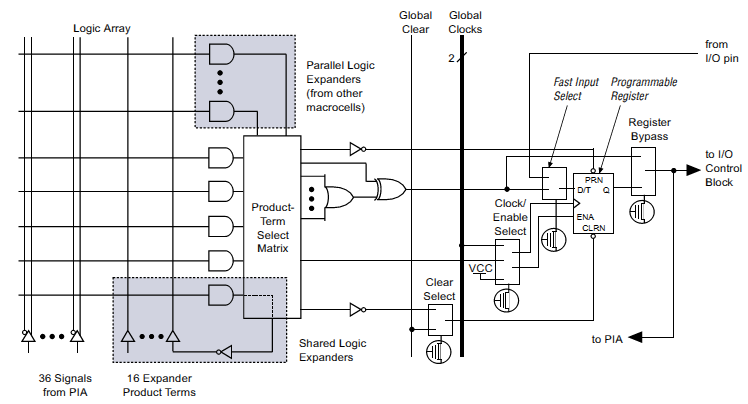 Logic Array
Global
Clear
Global
Clocks
2
from
I/O pin
Parallel Logic
Expanders
(from other
macrocells)
Fast Input
Select
Programmable
Register
Register
Bypass
to I/O
Control
Block
PRN
D/T
Q
ENA
CLRN
Product-
Term
Select
Matrix
Clock/
Enable
Select
VCC
Clear
Select
Shared Logic
Expanders
to PIA
36 Signals
from PIA
16 Expander
Product Terms